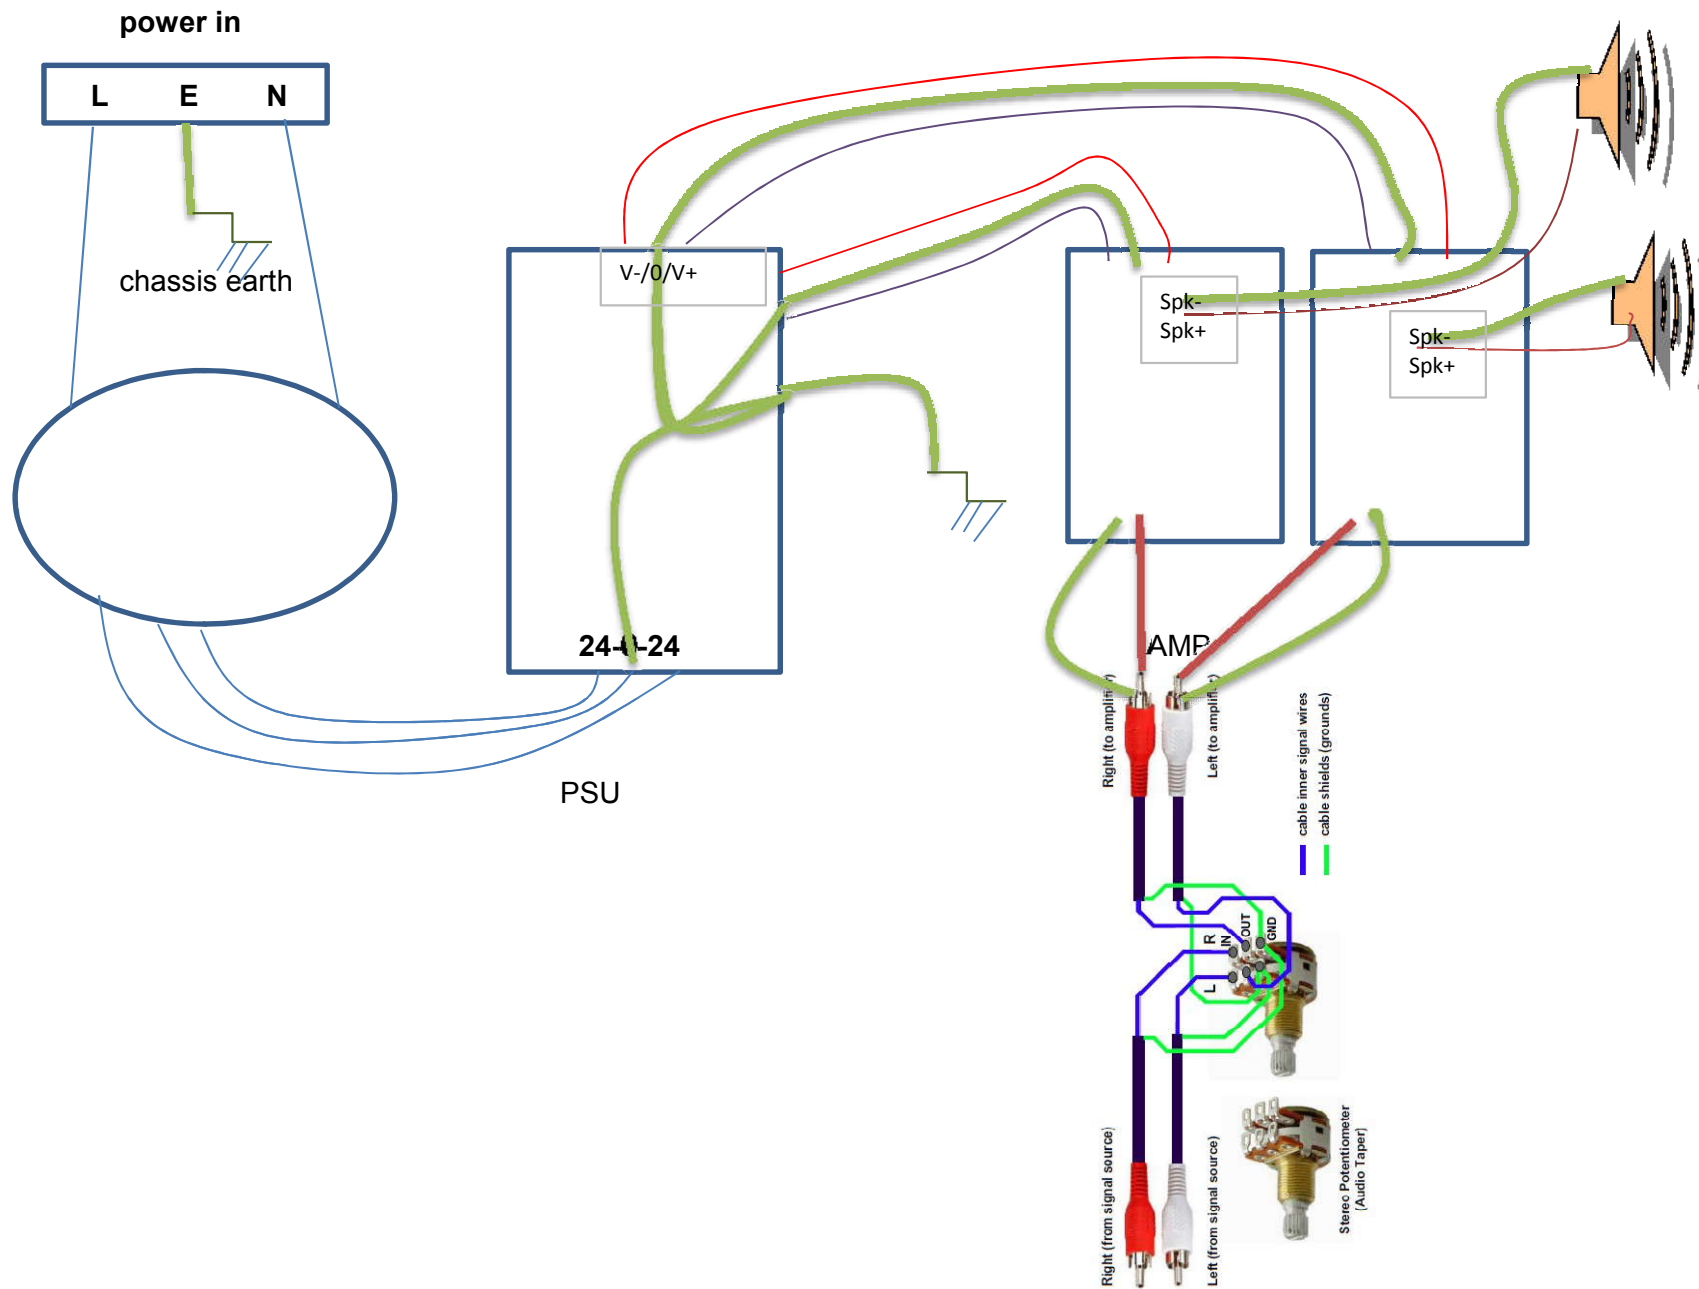 power in
L E N
chassis earth
V-/0/V+
Spk-
Spk+
Spk-
Spk+
24-0-24
PSU
AMP
Right (to amplifier)
Left (to amplifier)
cable inner signal wires
cable shields (grounds)
R
L
IN
OUT
GND
Right (from signal source)
Left (from signal source)
Stereo Potentiometer
(Audio Taper)